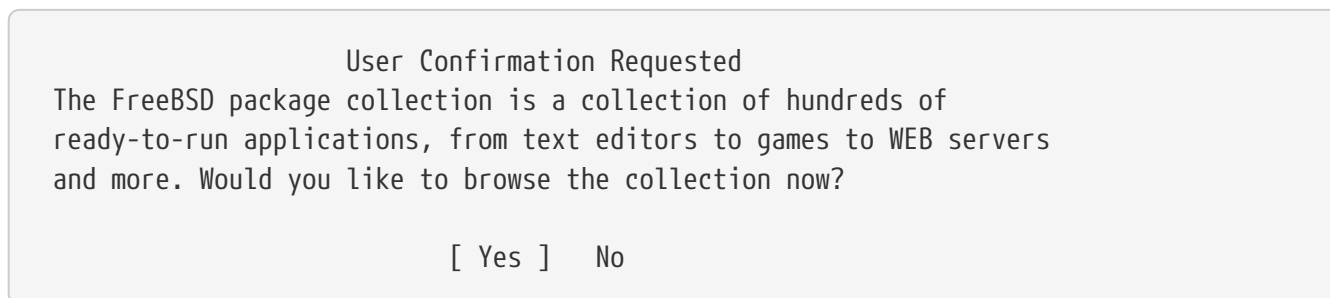 User Confirmation Requested
The FreeBSD package collection is a collection of hundreds of
ready-to-run applications, from text editors to games to WEB servers
and more. Would you like to browse the collection now?
[ Yes ] No